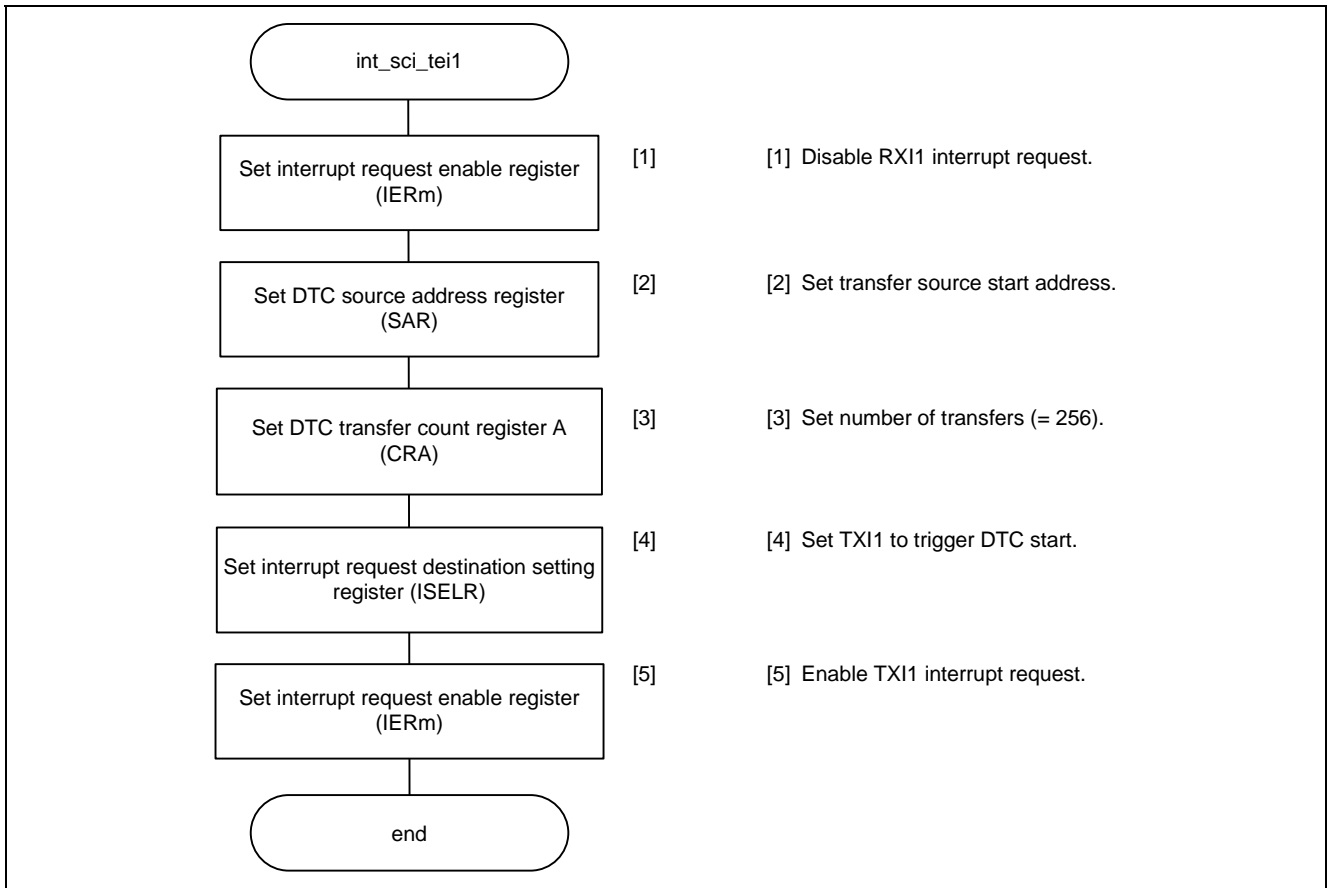 int_sci_tei1
Set interrupt request enable register
(IERm)
[1]
[1] Disable RXI1 interrupt request.
Set DTC source address register
(SAR)
[2]
[2] Set transfer source start address.
Set DTC transfer count register A
(CRA)
[3]
[3] Set number of transfers (= 256).
Set interrupt request destination setting
register (ISELR)
[4]
[4] Set TXI1 to trigger DTC start.
Set interrupt request enable register
(IERm)
[5]
[5] Enable TXI1 interrupt request.
end